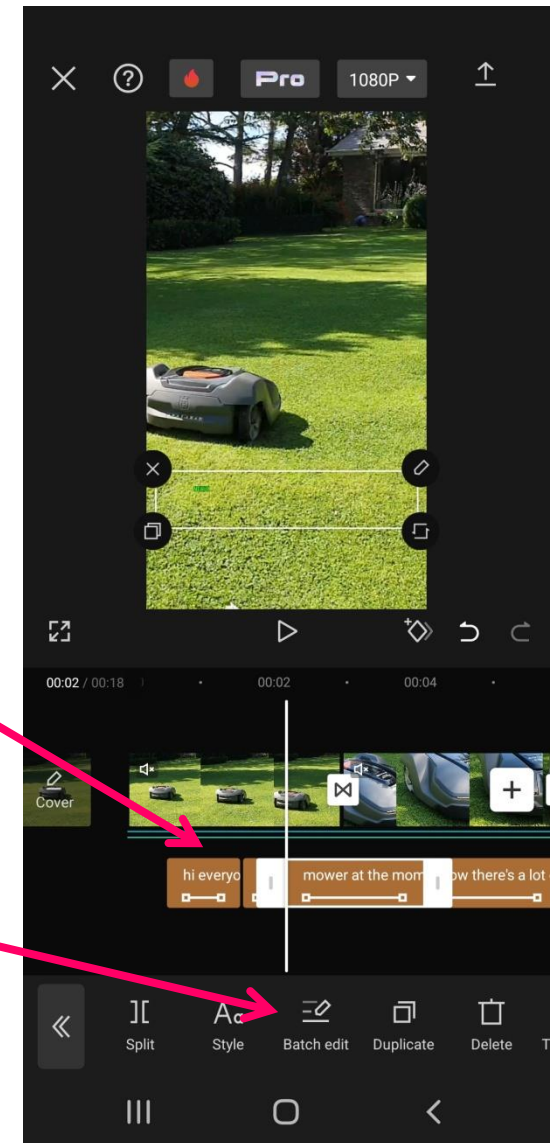 Pro 1080P
00:02 / 00:18 00:02 00:04
Cover
hi everyo mower at the mom ow there's a lot
Split Style Batch edit Duplicate Delete T